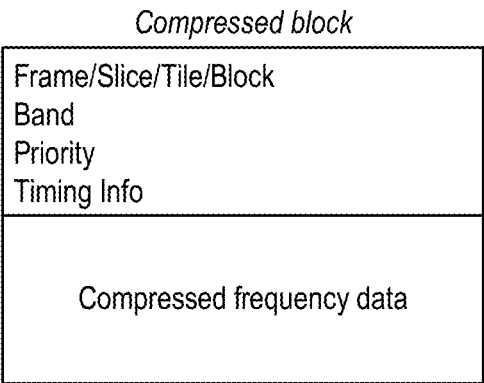 Compressed block
Frame/Slice/Tile/Block
Band
Priority
Timing Info
Compressed frequency data